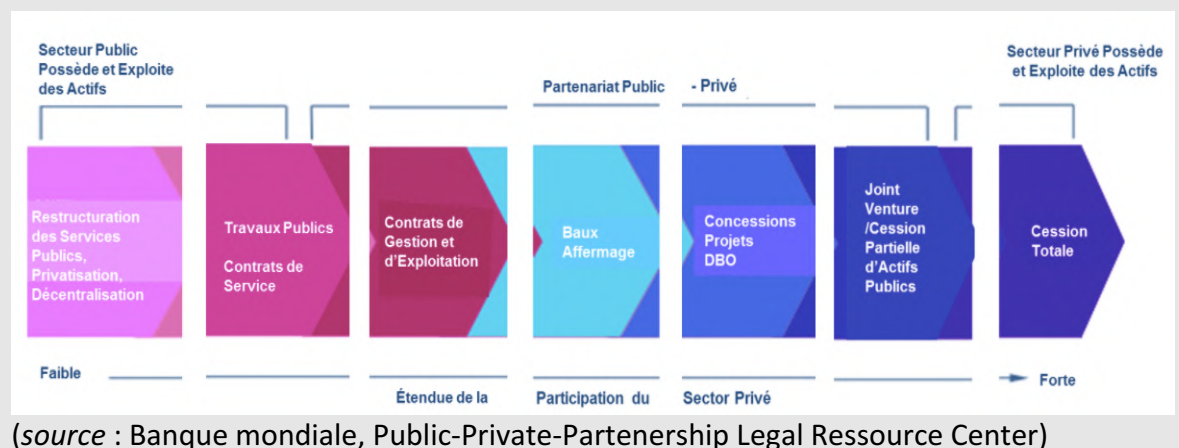 Secteur Public
Possède et Exploite
des Actifs
Partenariat Public - Privé
Secteur Privé Possède
et Exploite des Actifs
Restructuration
des Services
Publics,
Privatisation,
Décentralisation
Travaux Publics
Contrats de
Service
Contrats de
Gestion et
d'Exploitation
Baux
Affermage
Concessions
Projets
DBO
Joint
Venture
/Cession
Partielle
d'Actifs
Publics
Cession
Totale
Faible
Étendue de la Participation du Sector Privé
Forte
(source : Banque mondiale, Public-Private-Partenership Legal Ressource Center)